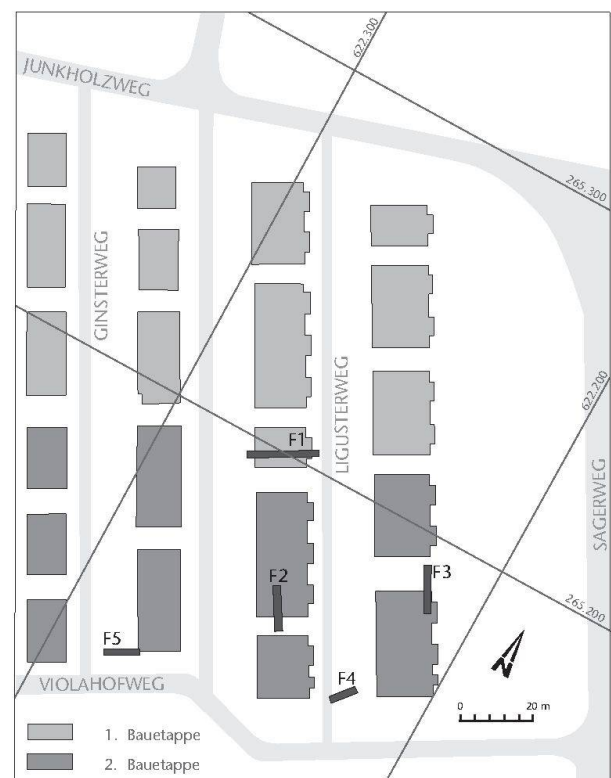 622.300
JUNKHOLZWEG
265.300
GINSTERWEG
LIGUSTERWEG
622.200
SAGERWEG
F1
F2
F3
265.200
F5
F4
N
VIOLAHOFWEG
0 20 m
1. Bauetappe
2. Bauetappe